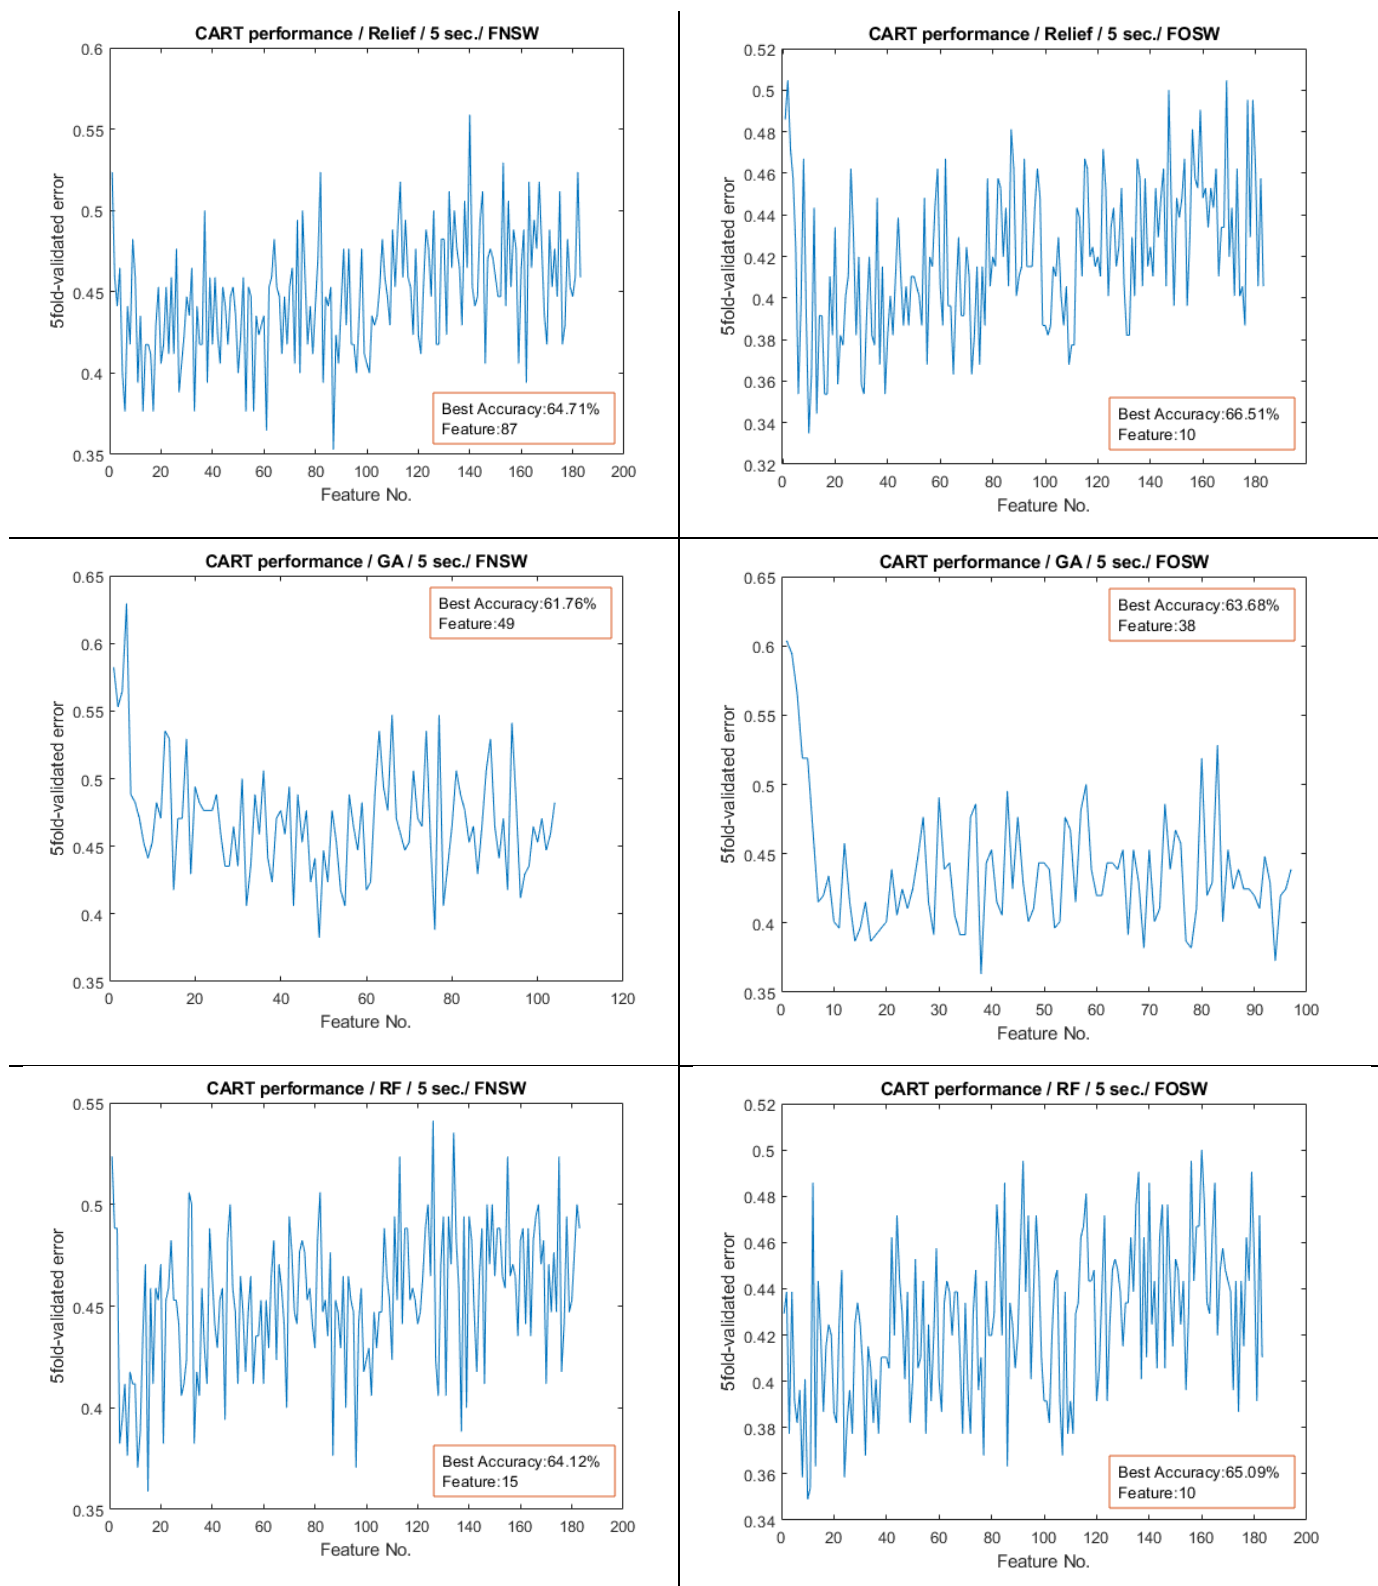 CART performance / Relief / 5 sec./ FNSW
0.6
0.55
0.5
0.45
0.4
0.35
5fold-validated error
0 20 40 60 80 100 120 140 160 180 200
Feature No.
Best Accuracy:64.71%
Feature:87
CART performance / Relief / 5 sec./ FOSW
0.52
0.5
0.48
0.46
0.44
0.42
0.4
0.38
0.36
0.34
0.32
5fold-validated error
0 20 40 60 80 100 120 140 160 180
Feature No.
Best Accuracy:66.51%
Feature:10
CART performance / GA / 5 sec./ FNSW
0.65
0.6
0.55
0.5
0.45
0.4
0.35
5fold-validated error
0 20 40 60 80 100 120
Feature No.
Best Accuracy:61.76%
Feature:49
CART performance / GA / 5 sec./ FOSW
0.65
0.6
0.55
0.5
0.45
0.4
0.35
5fold-validated error
0 10 20 30 40 50 60 70 80 90 100
Feature No.
Best Accuracy:63.68%
Feature:38
CART performance / RF / 5 sec./ FNSW
0.55
0.5
0.45
0.4
0.35
5fold-validated error
0 20 40 60 80 100 120 140 160 180 200
Feature No.
Best Accuracy:64.12%
Feature:15
CART performance / RF / 5 sec./ FOSW
0.52
0.5
0.48
0.46
0.44
0.42
0.4
0.38
0.36
0.34
5fold-validated error
0 20 40 60 80 100 120 140 160 180 200
Feature No.
Best Accuracy:65.09%
Feature:10